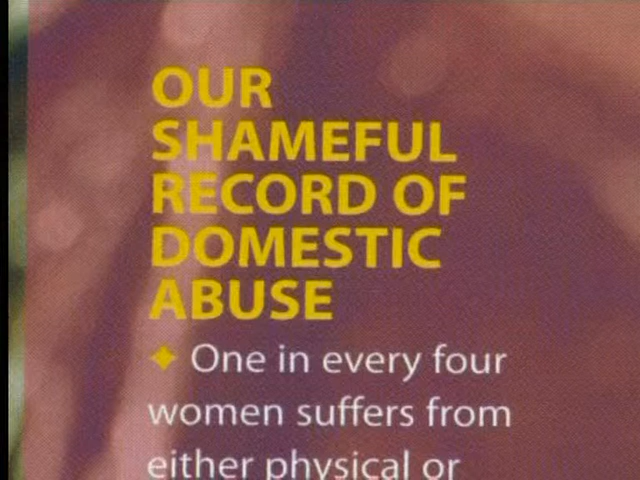 OUR
SHAMEFUL
RECORD OF
DOMESTIC
ABUSE
✦ One in every four
women suffers from
either physical or